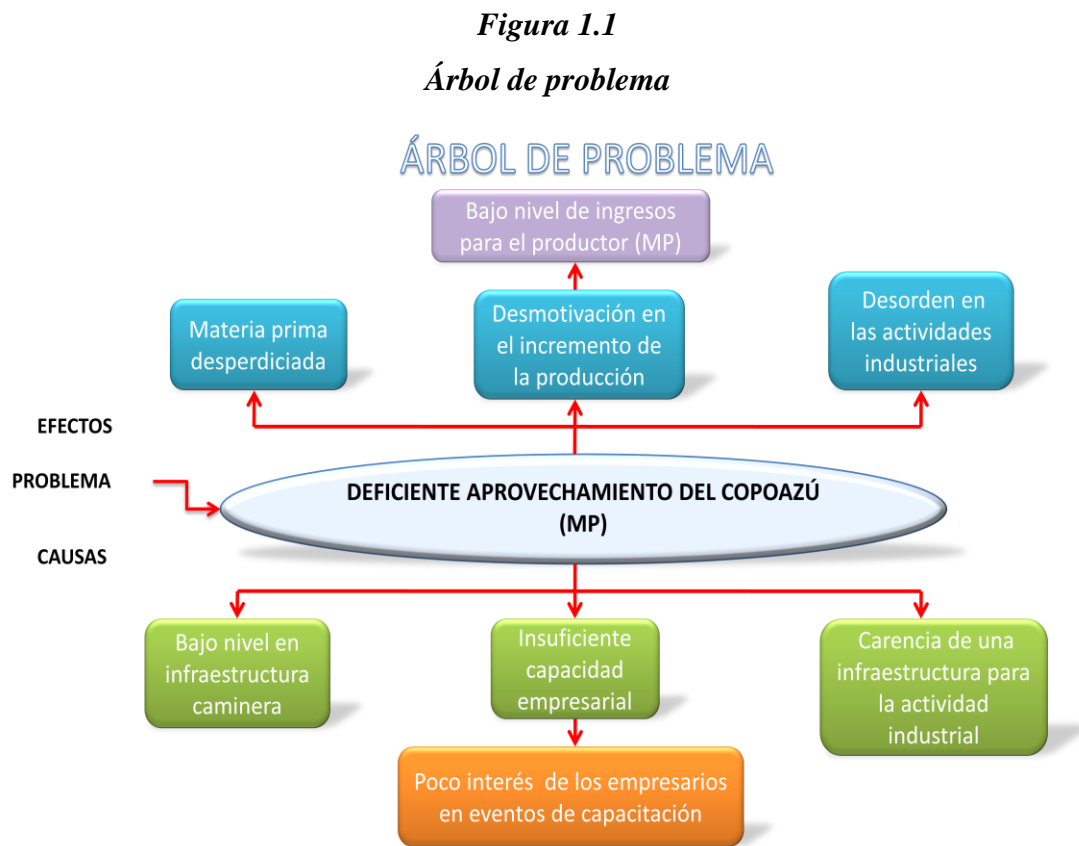 Figura 1.1
Árbol de problema
ÁRBOL DE PROBLEMA
Bajo nivel de ingresos
para el productor (MP)
Materia prima
desperdiciada
Desmotivación en
el incremento de
la producción
Desorden en
las actividades
industriales
EFECTOS
PROBLEMA
DEFICIENTE APROVECHAMIENTO DEL COPOAZÚ
(MP)
CAUSAS
Bajo nivel en
infraestructura
caminera
Insuficiente
capacidad
empresarial
Carencia de una
infraestructura para
la actividad
industrial
Poco interés de los empresarios
en eventos de capacitación